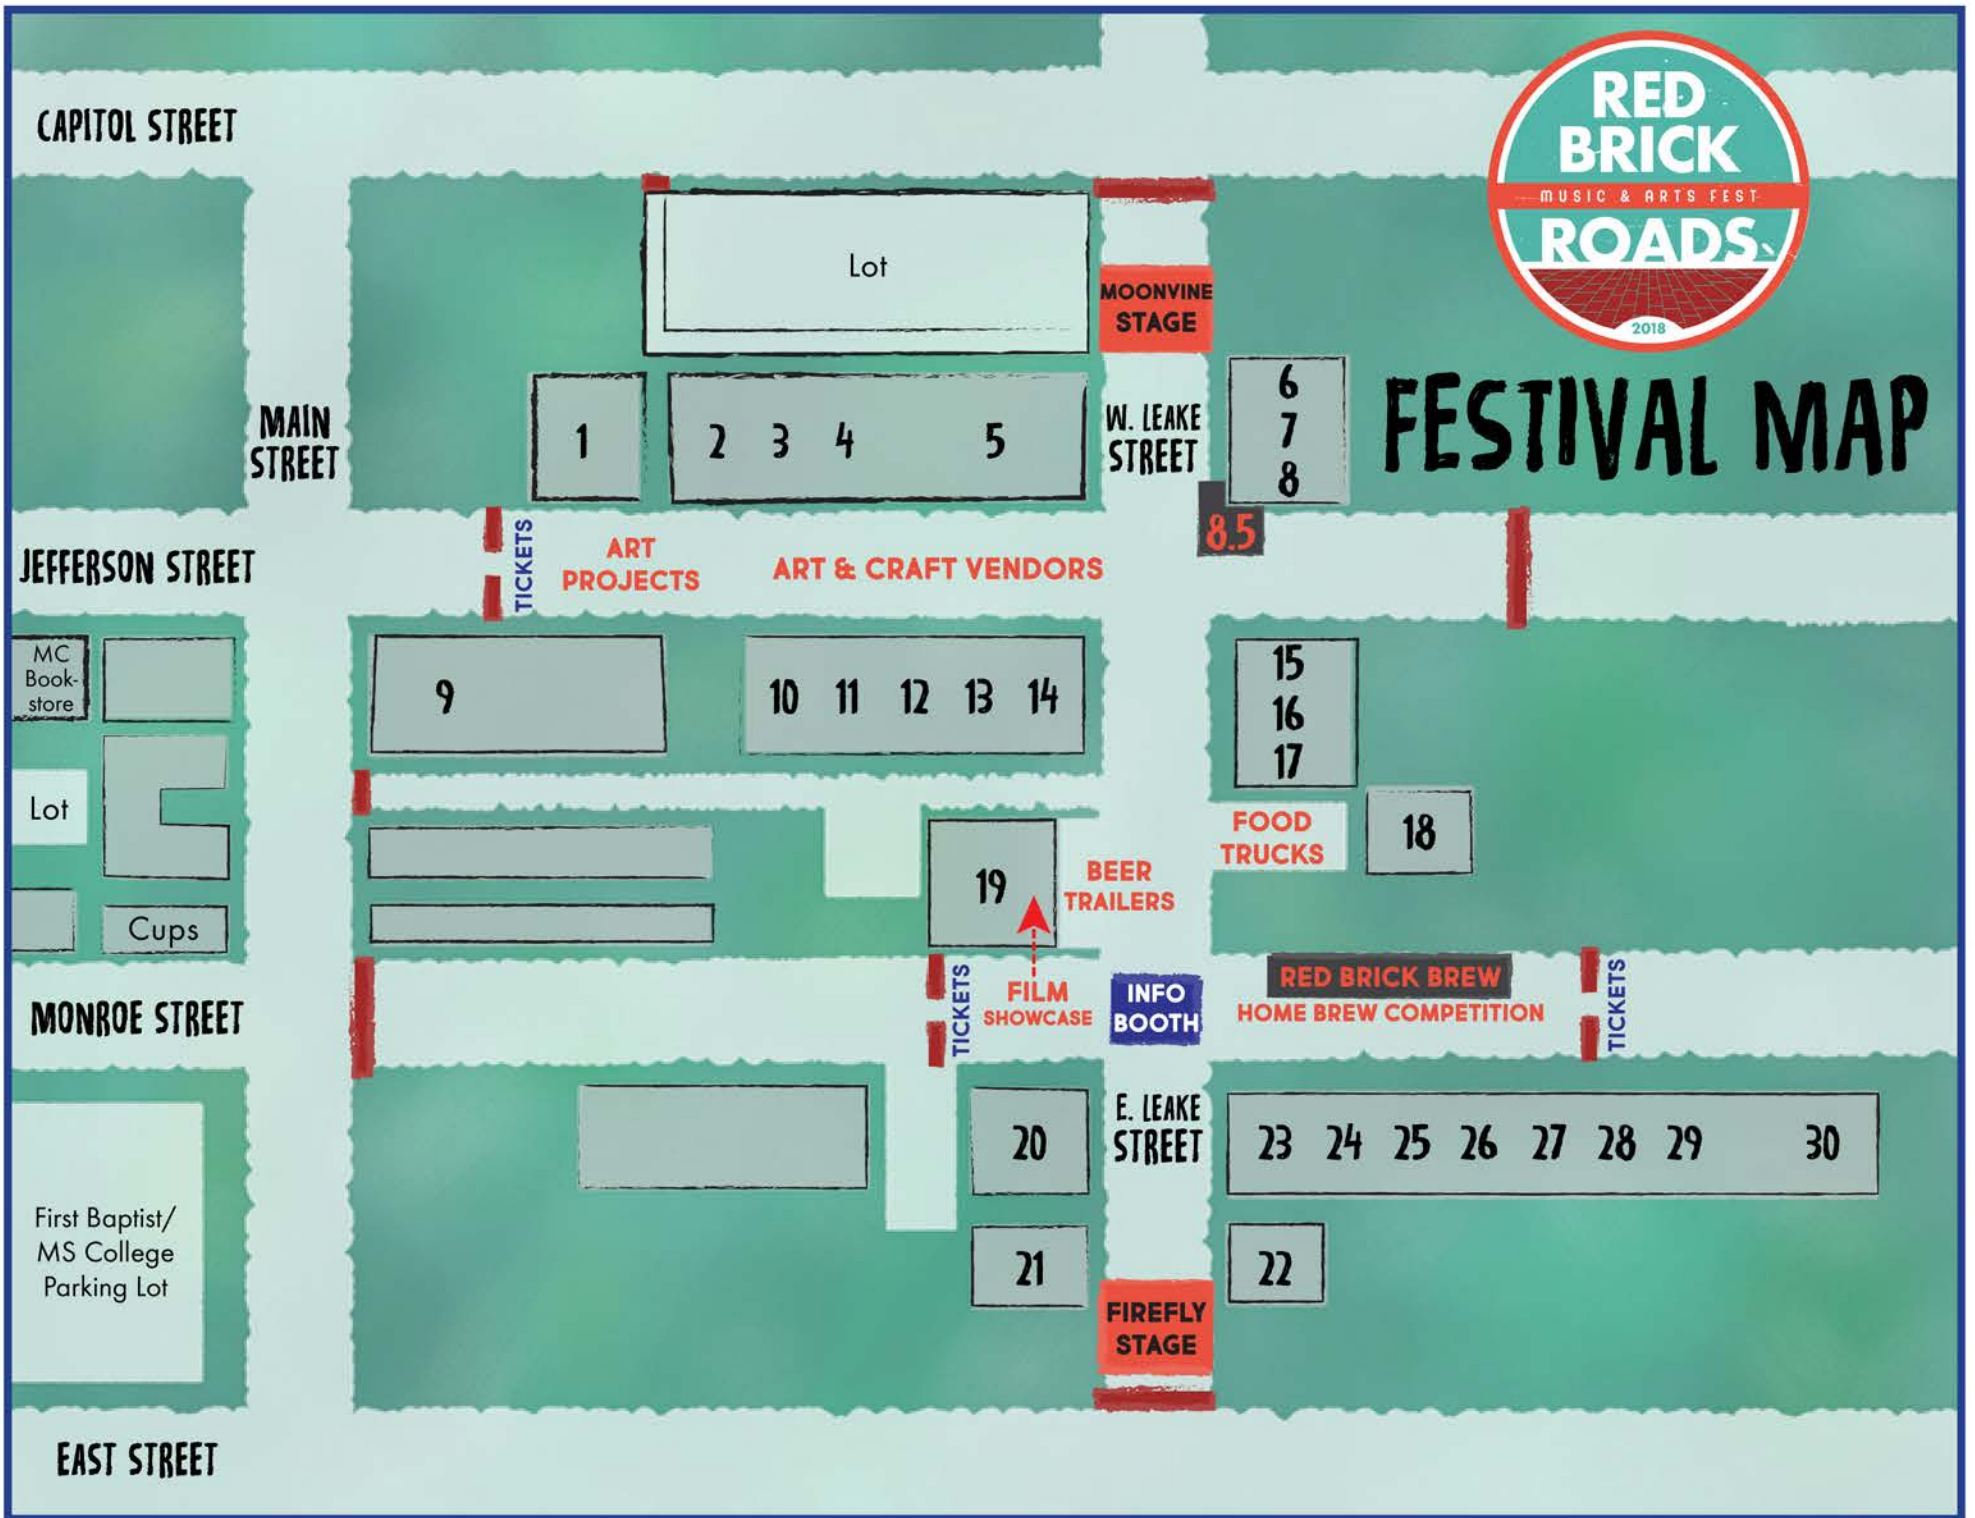 CAPITOL STREET
RED
BRICK
MUSIC & ARTS FEST
ROADS
2018
FESTIVAL MAP
Lot
MOONVINE
STAGE
MAIN
STREET
1
2 3 4 5
W. LEAKE
STREET
6
7
8
8.5
JEFFERSON STREET
TICKETS
ART
PROJECTS
ART & CRAFT VENDORS
MC
Book-
store
9
10 11 12 13 14
15
16
17
Lot
FOOD
TRUCKS
18
19
BEER
TRAILERS
Cups
MONROE STREET
TICKETS
FILM
SHOWCASE
INFO
BOOTH
RED BRICK BREW
HOME BREW COMPETITION
TICKETS
20
E. LEAKE
STREET
23 24 25 26 27 28 29 30
First Baptist/
MS College
Parking Lot
21
22
FIREFLY
STAGE
EAST STREET